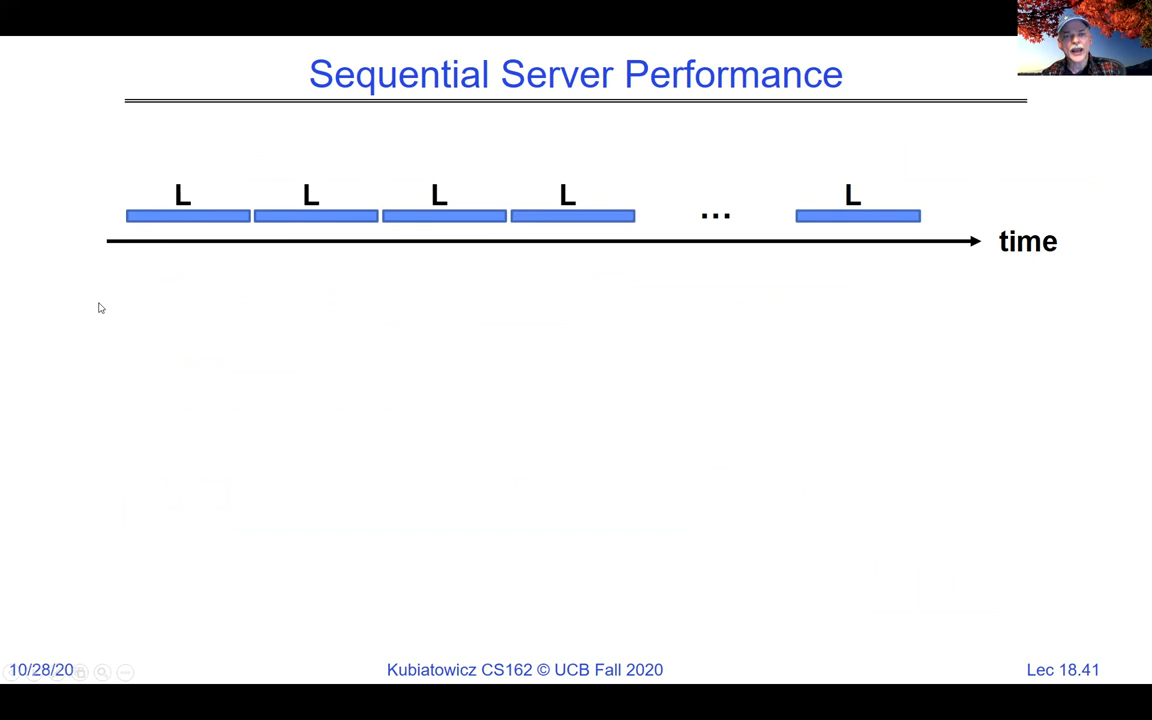 Sequential Server Performance
L L L L ... L
time
10/28/20 Kubiatowicz CS162 © UCB Fall 2020 Lec 18.41